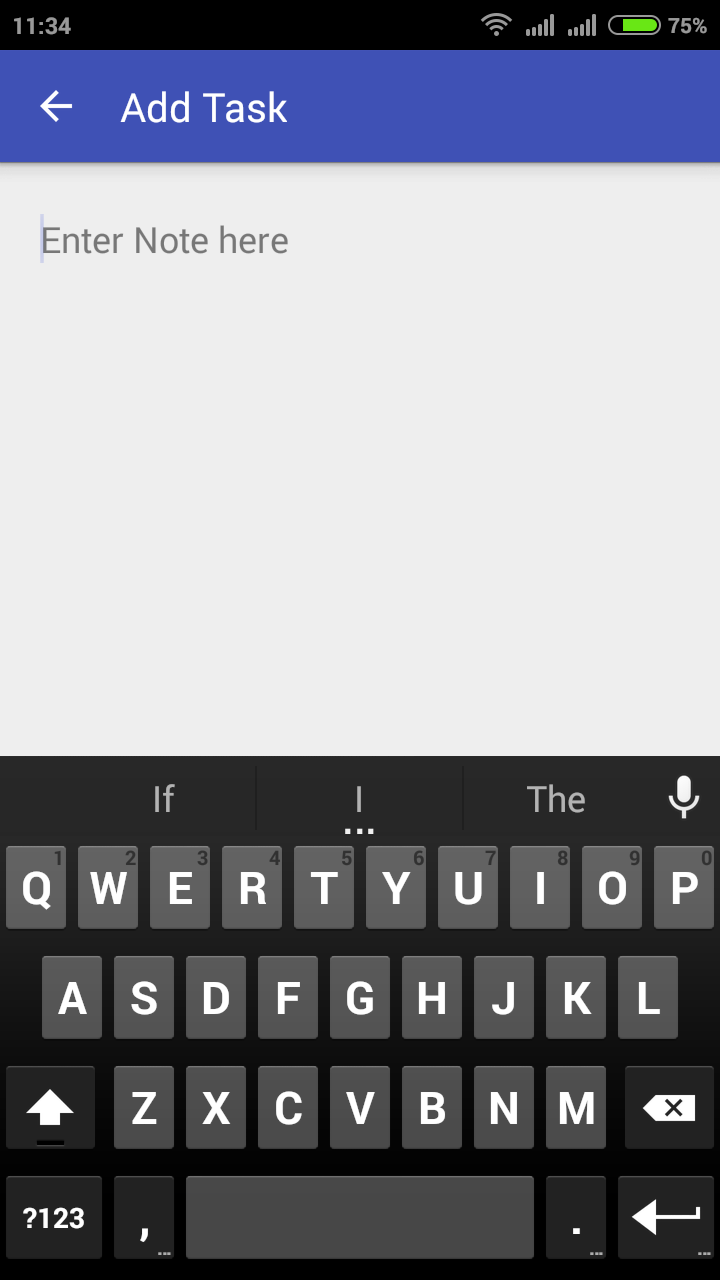 11:34 75%
Add Task
Enter Note here
If I The
1 2 3 4 5 6 7 8 9 0
Q W E R T Y U I O P
A S D F G H J K L
Z X C V B N M
?123 , .